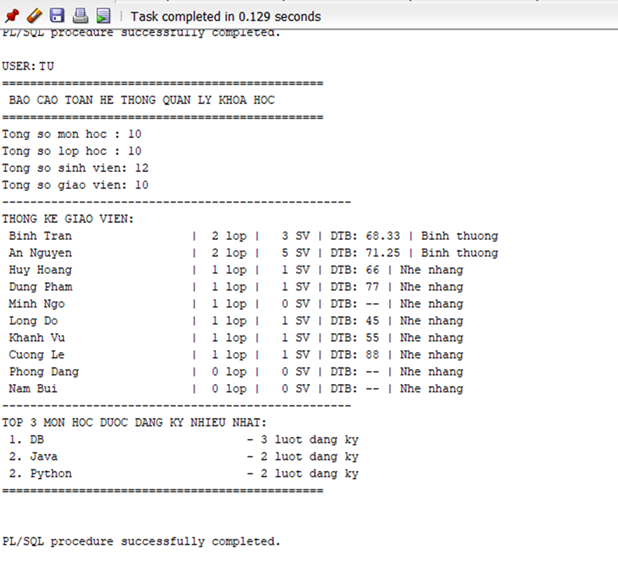 Task completed in 0.129 seconds
PL/SQL procedure successfully completed.
USER:TU
=============================================
BAO CAO TOAN HE THONG QUAN LY KHOA HOC
=============================================
Tong so mon hoc : 10
Tong so lop hoc : 10
Tong so sinh vien: 12
Tong so giao vien: 10
-------------------------------------------------
THONG KE GIAO VIEN:
Binh Tran | 2 lop | 3 SV | DTB: 68.33 | Binh thuong
An Nguyen | 2 lop | 5 SV | DTB: 71.25 | Binh thuong
Huy Hoang | 1 lop | 1 SV | DTB: 66 | Nhe nhang
Dung Pham | 1 lop | 1 SV | DTB: 77 | Nhe nhang
Minh Ngo | 1 lop | 0 SV | DTB: -- | Nhe nhang
Long Do | 1 lop | 1 SV | DTB: 45 | Nhe nhang
Khanh Vu | 1 lop | 1 SV | DTB: 55 | Nhe nhang
Cuong Le | 1 lop | 1 SV | DTB: 88 | Nhe nhang
Phong Dang | 0 lop | 0 SV | DTB: -- | Nhe nhang
Nam Bui | 0 lop | 0 SV | DTB: -- | Nhe nhang
-------------------------------------------------
TOP 3 MON HOC DUOC DANG KY NHIEU NHAT:
1. DB - 3 luot dang ky
2. Java - 2 luot dang ky
2. Python - 2 luot dang ky
=============================================
PL/SQL procedure successfully completed.